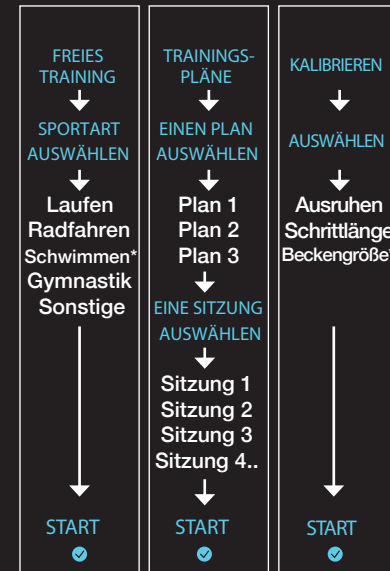 FREIES
TRAINING
SPORTART
AUSWÄHLEN
Laufen
Radfahren
Schwimmen*
Gymnastik
Sonstige
START
TRAININGS-
PLÄNE
EINEN PLAN
AUSWÄHLEN
Plan 1
Plan 2
Plan 3
EINE SITZUNG
AUSWÄHLEN
Sitzung 1
Sitzung 2
Sitzung 3
Sitzung 4..
START
KALIBRIEREN
AUSWÄHLEN
Ausruhen
Schrittlänge
Beckengröße*
START